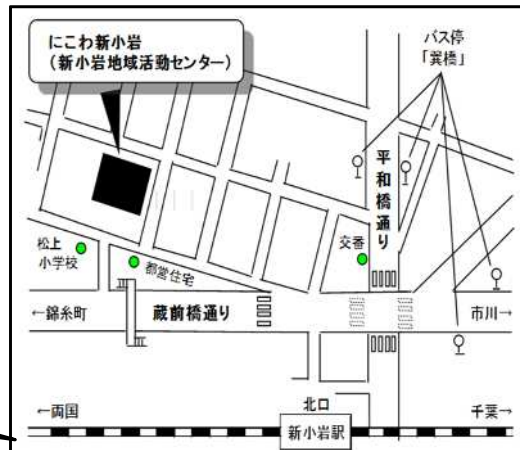 にこわ新小岩
（新小岩地域活動センター）
バス停
「巽橋」
平和橋通り
交番
松上
小学校
都営住宅
←錦糸町
蔵前橋通り
市川→
←両国
北口
千葉→
新小岩駅